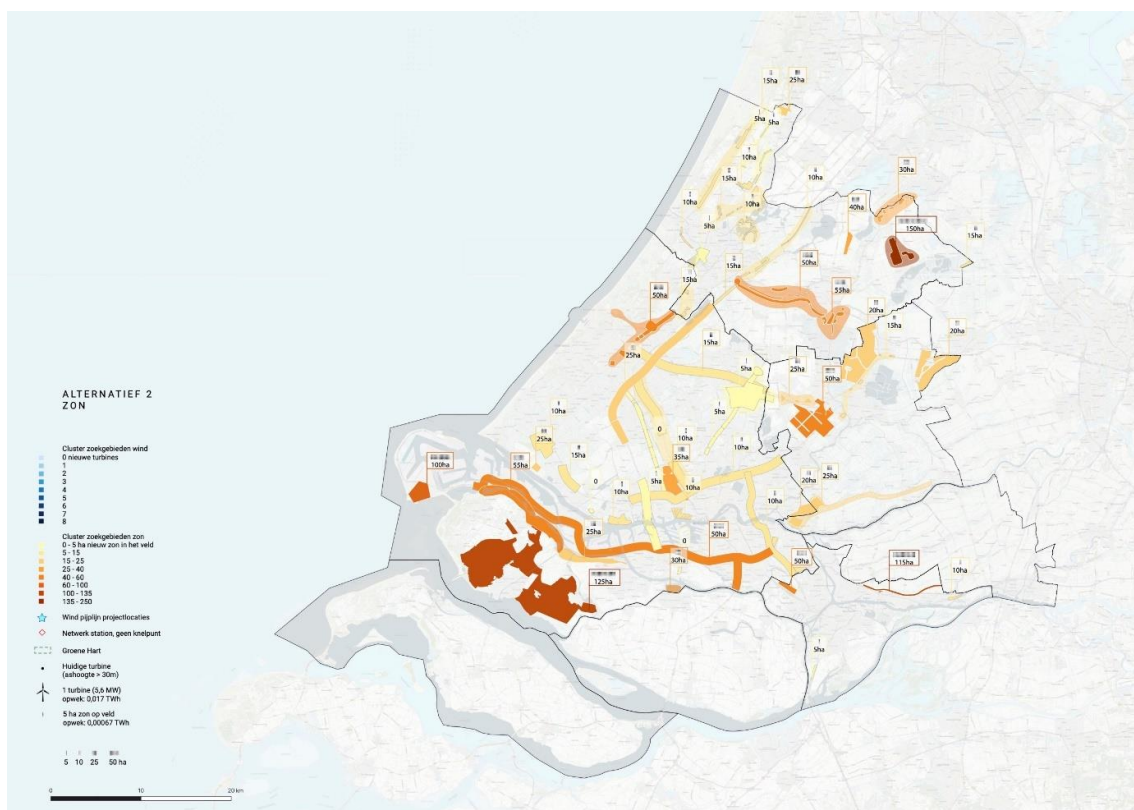 ALTERNATIEF 2
ZON
Cluster zoekgebieden wind
0 nieuwe turbines
1
2
3
4
5
6
7
8
Cluster zoekgebieden zon
0 - 5 ha nieuw zon in het veld
5 - 15
15 - 25
25 - 40
40 - 60
60 - 100
100 - 135
135 - 250
Wind pijplijn projectlocaties
Netwerk station, geen knelpunt
Groene Hart
Huidige turbine
(ashoogte > 30m)
1 turbine (5,6 MW)
opwek: 0,017 TWh
5 ha zon op veld
opwek: 0,00067 TWh
5 10 25 50 ha
0 10 20 km
15ha 25ha
5ha 5ha
10ha
15ha 10ha 30ha
10ha 10ha 40ha
5ha 150ha
15ha
15ha 50ha
15ha
50ha 55ha
20ha
15ha 20ha
15ha
25ha 5ha 25ha
50ha
10ha 5ha
25ha 0 10ha
15ha 10ha
100ha 55ha 35ha
0 5ha 20ha 25ha
10ha 10ha 10ha
25ha 50ha
0
30ha 50ha 115ha
125ha 10ha
5ha